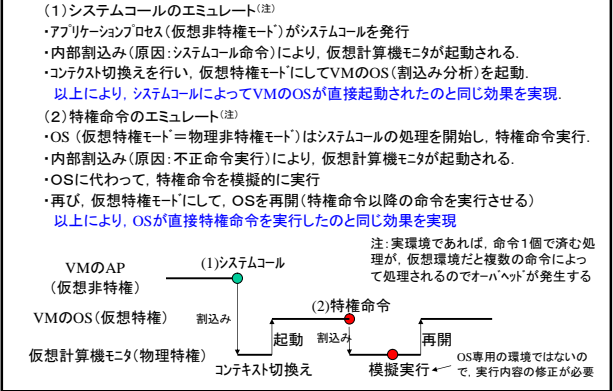 (1)システムコールのエミュレート(注)
・アプリケーションプロセス(仮想非特権モード)がシステムコールを発行
・内部割込み(原因:システムコール命令)により,仮想計算機モニタが起動される.
・コンテクスト切換えを行い,仮想特権モードにしてVMのOS(割込み分析)を起動.
以上により,システムコールによってVMのOSが直接起動されたのと同じ効果を実現.
(2)特権命令のエミュレート(注)
・OS(仮想特権モード=物理非特権モード)はシステムコールの処理を開始し,特権命令実行.
・内部割込み(原因:不正命令実行)により,仮想計算機モニタが起動される.
・OSに代わって,特権命令を模擬的に実行
・再び,仮想特権モードにして,OSを再開(特権命令以降の命令を実行させる)
以上により,OSが直接特権命令を実行したのと同じ効果を実現
注:実環境であれば,命令1個で済む処
理が,仮想環境だと複数の命令によっ
て処理されるのでオーバヘッドが発生する
VMのAP
(仮想非特権)
(1)システムコール
VMのOS(仮想特権)
割込み
起動
(2)特権命令
割込み
再開
仮想計算機モニタ(物理特権)
コンテキスト切換え
模擬実行
OS専用の環境ではないの
で,実行内容の修正が必要